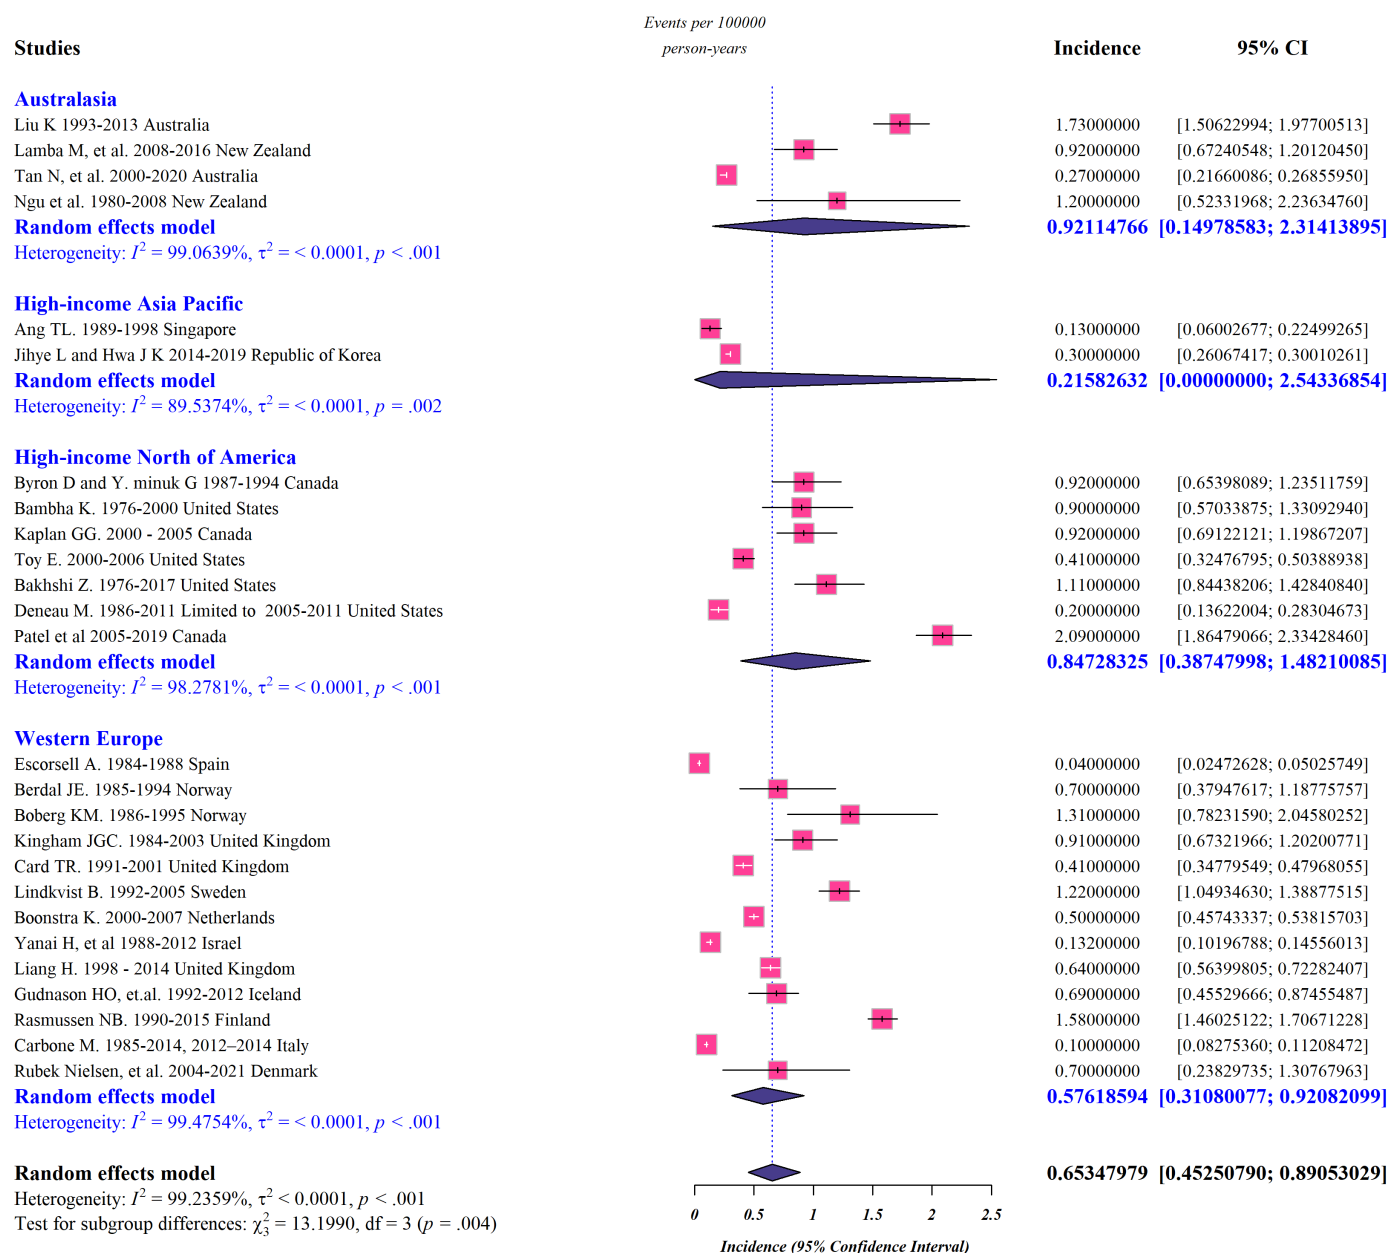 Events per 100000
Studies person-years Incidence 95% CI
Australasia
Liu K 1993-2013 Australia 1.73000000 [1.50622994; 1.97700513]
Lamba M, et al. 2008-2016 New Zealand 0.92000000 [0.67240548; 1.20120450]
Tan N, et al. 2000-2020 Australia 0.27000000 [0.21660086; 0.26855950]
Ngu et al. 1980-2008 New Zealand 1.20000000 [0.52331968; 2.23634760]
Random effects model 0.92114766 [0.14978583; 2.31413895]
Heterogeneity: I² = 99.0639%, τ² = < 0.0001, p < .001
High-income Asia Pacific
Ang TL. 1989-1998 Singapore 0.13000000 [0.06002677; 0.22499265]
Jihye L and Hwa J K 2014-2019 Republic of Korea 0.30000000 [0.26067417; 0.30010261]
Random effects model 0.21582632 [0.00000000; 2.54336854]
Heterogeneity: I² = 89.5374%, τ² = < 0.0001, p = .002
High-income North of America
Byron D and Y. minuk G 1987-1994 Canada 0.92000000 [0.65398089; 1.23511759]
Bambha K. 1976-2000 United States 0.90000000 [0.57033875; 1.33092940]
Kaplan GG. 2000 - 2005 Canada 0.92000000 [0.69122121; 1.19867207]
Toy E. 2000-2006 United States 0.41000000 [0.32476795; 0.50388938]
Bakhshi Z. 1976-2017 United States 1.11000000 [0.84438206; 1.42840840]
Deneau M. 1986-2011 Limited to 2005-2011 United States 0.20000000 [0.13622004; 0.28304673]
Patel et al 2005-2019 Canada 2.09000000 [1.86479066; 2.33428460]
Random effects model 0.84728325 [0.38747998; 1.48210085]
Heterogeneity: I² = 98.2781%, τ² = < 0.0001, p < .001
Western Europe
Escorsell A. 1984-1988 Spain 0.04000000 [0.02472628; 0.05025749]
Berdal JE. 1985-1994 Norway 0.70000000 [0.37947617; 1.18775757]
Boberg KM. 1986-1995 Norway 1.31000000 [0.78231590; 2.04580252]
Kingham JGC. 1984-2003 United Kingdom 0.91000000 [0.67321966; 1.20200771]
Card TR. 1991-2001 United Kingdom 0.41000000 [0.34779549; 0.47968055]
Lindkvist B. 1992-2005 Sweden 1.22000000 [1.04934630; 1.38877515]
Boonstra K. 2000-2007 Netherlands 0.50000000 [0.45743337; 0.53815703]
Yanai H, et al 1988-2012 Israel 0.13200000 [0.10196788; 0.14556013]
Liang H. 1998 - 2014 United Kingdom 0.64000000 [0.56399805; 0.72282407]
Gudnason HO, et.al. 1992-2012 Iceland 0.69000000 [0.45529666; 0.87455487]
Rasmussen NB. 1990-2015 Finland 1.58000000 [1.46025122; 1.70671228]
Carbone M. 1985-2014, 2012–2014 Italy 0.10000000 [0.08275360; 0.11208472]
Rubek Nielsen, et al. 2004-2021 Denmark 0.70000000 [0.23829735; 1.30767963]
Random effects model 0.57618594 [0.31080077; 0.92082099]
Heterogeneity: I² = 99.4754%, τ² = < 0.0001, p < .001
Random effects model 0.65347979 [0.45250790; 0.89053029]
Heterogeneity: I² = 99.2359%, τ² < 0.0001, p < .001
Test for subgroup differences: χ²₃ = 13.1990, df = 3 (p = .004)
0 0.5 1 1.5 2 2.5
Incidence (95% Confidence Interval)